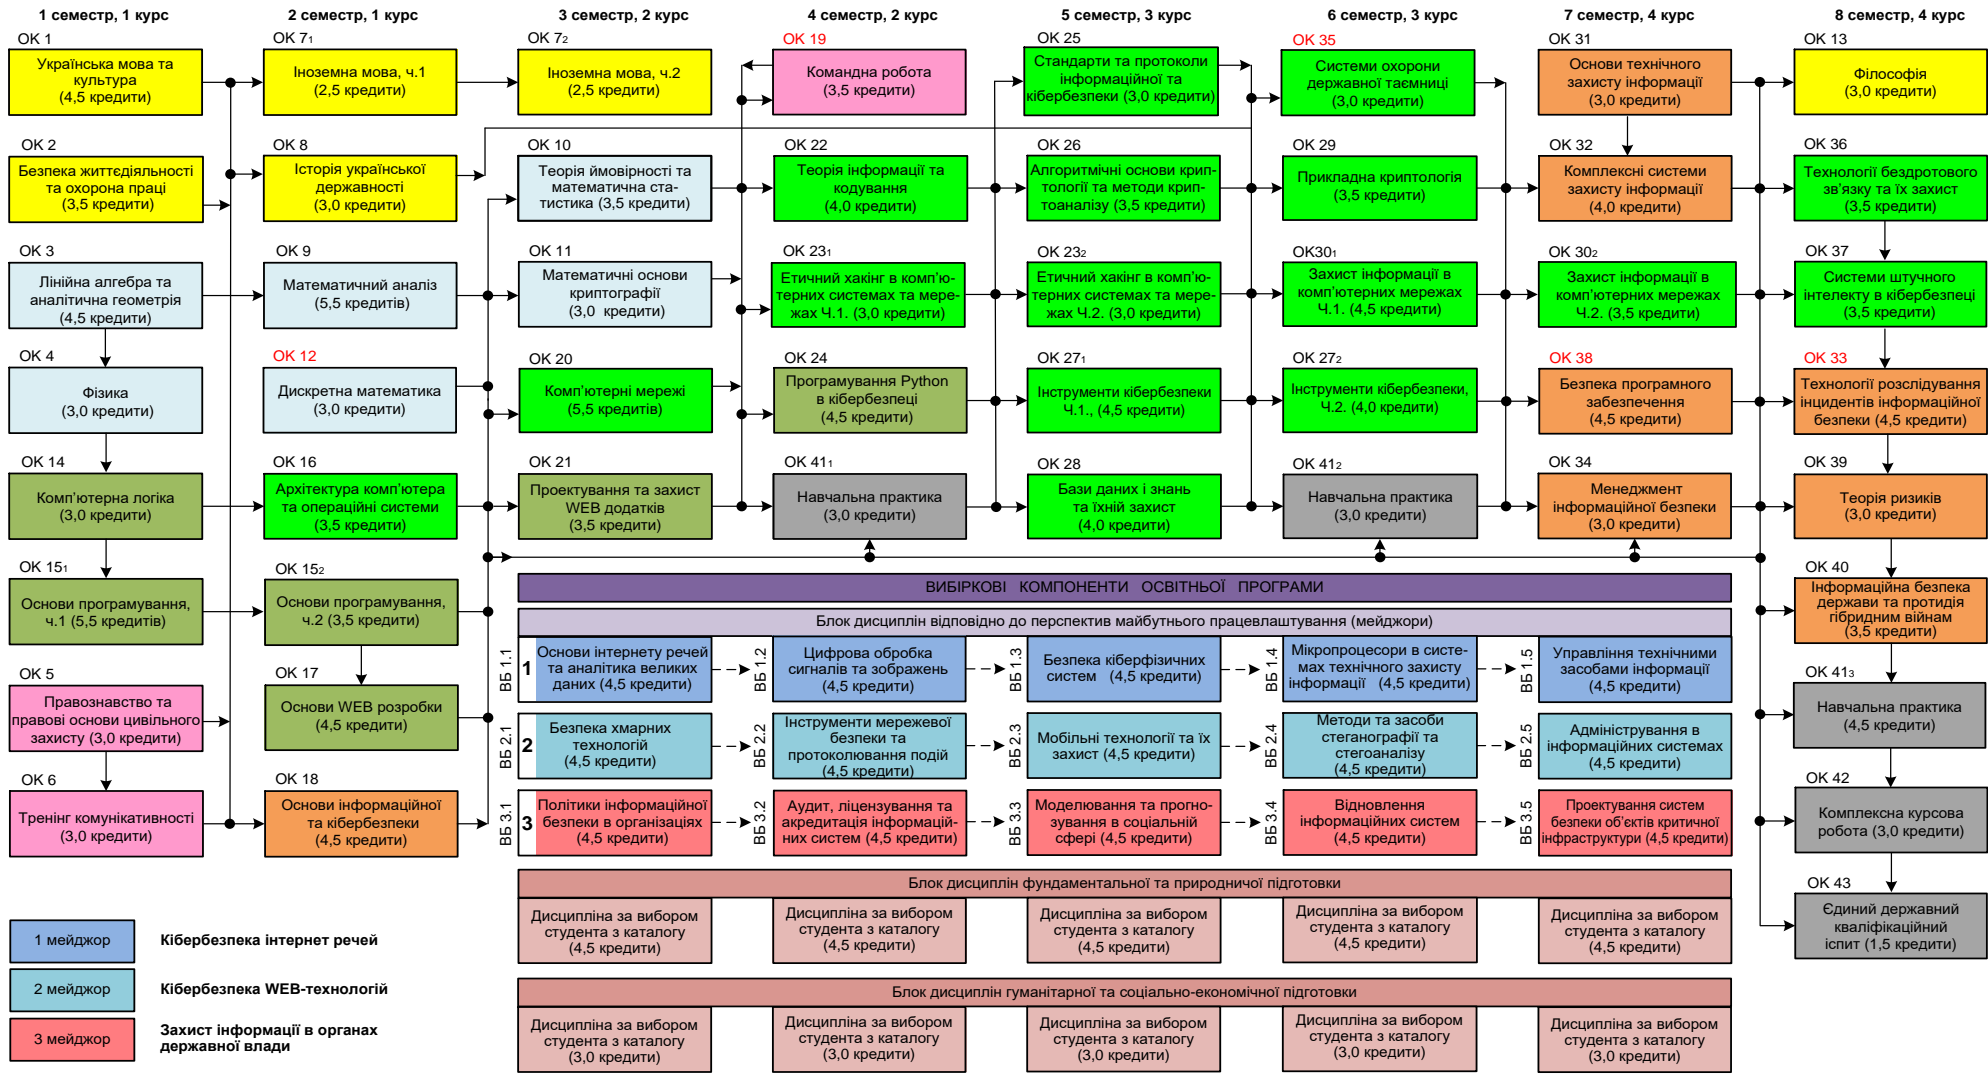 1 семестр, 1 курс
ОК 1
Українська мова та
культура
(4,5 кредити)
ОК 2
Безпека життєдіяльності
та охорона праці
(3,5 кредити)
ОК 3
Лінійна алгебра та
аналітична геометрія
(4,5 кредити)
ОК 4
Фізика
(3,0 кредити)
ОК 14
Комп'ютерна логіка
(3,0 кредити)
ОК 15₁
Основи програмування,
ч.1 (5,5 кредитів)
ОК 5
Правознавство та
правові основи цивільного
захисту (3,0 кредити)
ОК 6
Тренінг комунікативності
(3,0 кредити)
2 семестр, 1 курс
ОК 7₁
Іноземна мова, ч.1
(2,5 кредити)
ОК 8
Історія української
державності
(3,0 кредити)
ОК 9
Математичний аналіз
(5,5 кредитів)
ОК 12
Дискретна математика
(3,0 кредити)
ОК 16
Архітектура комп'ютера
та операційні системи
(3,5 кредити)
ОК 15₂
Основи програмування,
ч.2 (3,5 кредити)
ОК 17
Основи WEB розробки
(4,5 кредити)
ОК 18
Основи інформаційної
та кібербезпеки
(4,5 кредити)
3 семестр, 2 курс
ОК 7₂
Іноземна мова, ч.2
(2,5 кредити)
ОК 10
Теорія ймовірності та
математична ста-
тистика (3,5 кредити)
ОК 11
Математичні основи
криптографії
(3,0 кредити)
ОК 20
Комп'ютерні мережі
(5,5 кредитів)
ОК 21
Проектування та захист
WEB додатків
(3,5 кредити)
4 семестр, 2 курс
ОК 19
Командна робота
(3,5 кредити)
ОК 22
Теорія інформації та
кодування
(4,0 кредити)
ОК 23₁
Етичний хакінг в комп'ю-
терних системах та мере-
жах Ч.1. (3,0 кредити)
ОК 24
Програмування Python
в кібербезпеці
(4,5 кредити)
ОК 41₁
Навчальна практика
(3,0 кредити)
5 семестр, 3 курс
ОК 25
Стандарти та протоколи
інформаційної та
кібербезпеки (3,0 кредити)
ОК 26
Алгоритмічні основи крип-
тології та методи крип-
тоаналізу (3,5 кредити)
ОК 23₂
Етичний хакінг в комп'ю-
терних системах та мере-
жах Ч.2. (3,0 кредити)
ОК 27₁
Інструменти кібербезпеки
Ч.1., (4,5 кредити)
ОК 28
Бази даних і знань
та їхній захист
(4,0 кредити)
6 семестр, 3 курс
ОК 35
Системи охорони
державної таємниці
(3,0 кредити)
ОК 29
Прикладна криптологія
(3,5 кредити)
ОК30₁
Захист інформації в
комп'ютерних мережах
Ч.1. (4,5 кредити)
ОК 27₂
Інструменти кібербезпеки,
Ч.2. (4,0 кредити)
ОК 41₂
Навчальна практика
(3,0 кредити)
7 семестр, 4 курс
ОК 31
Основи технічного
захисту інформації
(3,0 кредити)
ОК 32
Комплексні системи
захисту інформації
(4,0 кредити)
ОК 30₂
Захист інформації в
комп'ютерних мережах
Ч.2. (3,5 кредити)
ОК 38
Безпека програмного
забезпечення
(4,5 кредити)
ОК 34
Менеджмент
інформаційної безпеки
(3,0 кредити)
8 семестр, 4 курс
ОК 13
Філософія
(3,0 кредити)
ОК 36
Технології бездротового
зв'язку та їх захист
(3,5 кредити)
ОК 37
Системи штучного
інтелекту в кібербезпеці
(3,5 кредити)
ОК 33
Технології розслідування
інцидентів інформаційної
безпеки (4,5 кредити)
ОК 39
Теорія ризиків
(3,0 кредити)
ОК 40
Інформаційна безпека
держави та протидія
гібридним війнам
(3,5 кредити)
ОК 41₃
Навчальна практика
(4,5 кредити)
ОК 42
Комплексна курсова
робота (3,0 кредити)
ОК 43
Єдиний державний
кваліфікаційний
іспит (1,5 кредити)
ВИБІРКОВІ КОМПОНЕНТИ ОСВІТНЬОЇ ПРОГРАМИ
Блок дисциплін відповідно до перспектив майбутнього працевлаштування (мейджори)
ВБ 1.1
1
Основи інтернету речей
та аналітика великих
даних (4,5 кредити)
ВБ 1.2
Цифрова обробка
сигналів та зображень
(4,5 кредити)
ВБ 1.3
Безпека кіберфізичних
систем (4,5 кредити)
ВБ 1.4
Мікропроцесори в сис-
темах технічного захисту
інформації (4,5 кредити)
ВБ 1.5
Управління технічними
засобами інформації
(4,5 кредити)
ВБ 2.1
2
Безпека хмарних
технологій
(4,5 кредити)
ВБ 2.2
Інструменти мережевої
безпеки та
протоколювання подій
(4,5 кредити)
ВБ 2.3
Мобільні технології та їх
захист (4,5 кредити)
ВБ 2.4
Методи та засоби
стеганографії та
стегоаналізу
(4,5 кредити)
ВБ 2.5
Адміністрування в
інформаційних системах
(4,5 кредити)
ВБ 3.1
3
Політики інформаційної
безпеки в організаціях
(4,5 кредити)
ВБ 3.2
Аудит, ліцензування та
акредитація інформацій-
них систем (4,5 кредити)
ВБ 3.3
Моделювання та прогно-
зування в соціальній
сфері (4,5 кредити)
ВБ 3.4
Відновлення
інформаційних систем
(4,5 кредити)
ВБ 3.5
Проектування систем
безпеки об'єктів критичної
інфраструктури (4,5 кредити)
Блок дисциплін фундаментальної та природничої підготовки
Дисципліна за вибором
студента з каталогу
(4,5 кредити)
Дисципліна за вибором
студента з каталогу
(4,5 кредити)
Дисципліна за вибором
студента з каталогу
(4,5 кредити)
Дисципліна за вибором
студента з каталогу
(4,5 кредити)
Дисципліна за вибором
студента з каталогу
(4,5 кредити)
Блок дисциплін гуманітарної та соціально-економічної підготовки
Дисципліна за вибором
студента з каталогу
(3,0 кредити)
Дисципліна за вибором
студента з каталогу
(3,0 кредити)
Дисципліна за вибором
студента з каталогу
(3,0 кредити)
Дисципліна за вибором
студента з каталогу
(3,0 кредити)
Дисципліна за вибором
студента з каталогу
(3,0 кредити)
1 мейджор
Кібербезпека інтернет речей
2 мейджор
Кібербезпека WEB-технологій
3 мейджор
Захист інформації в органах
державної влади